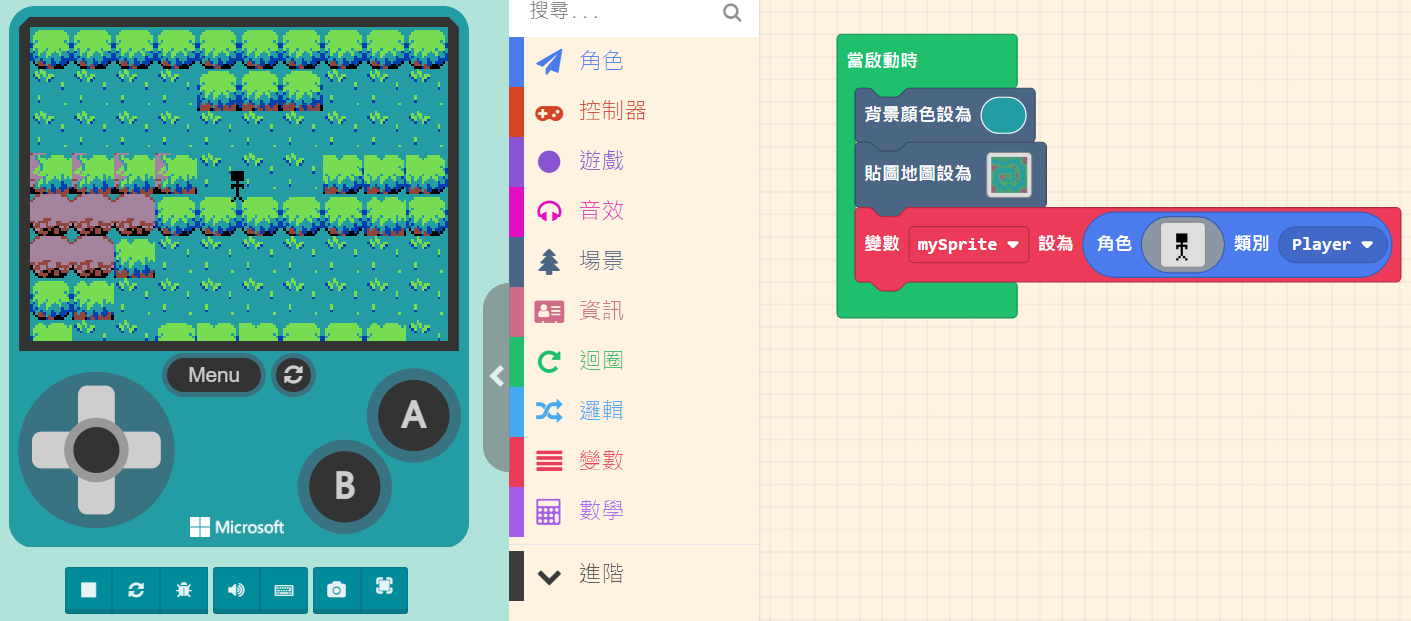 Menu
A
B
Microsoft
搜尋...
角色
控制器
遊戲
音效
場景
資訊
迴圈
邏輯
變數
數學
進階
當啟動時
背景顏色設為
貼圖地圖設為
變數 mySprite 設為 角色 類別 Player